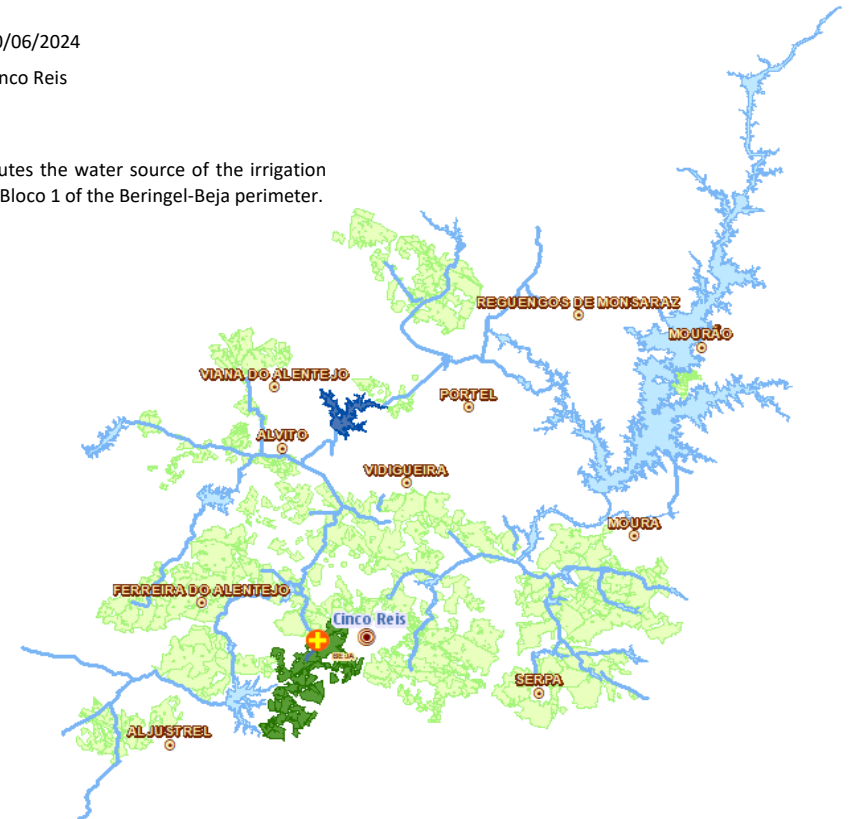 0/06/2024
nco Reis
utes the water source of the irrigation
Bloco 1 of the Beringel-Beja perimeter.
REGUENGOS DE MONSARAZ
MOURÃO
VIANA DO ALENTEJO
PORTEL
ALVITO
VIDIGUEIRA
MOURA
FERREIRA DO ALENTEJO
Cinco Reis
BEJA
SERPA
ALJUSTREL